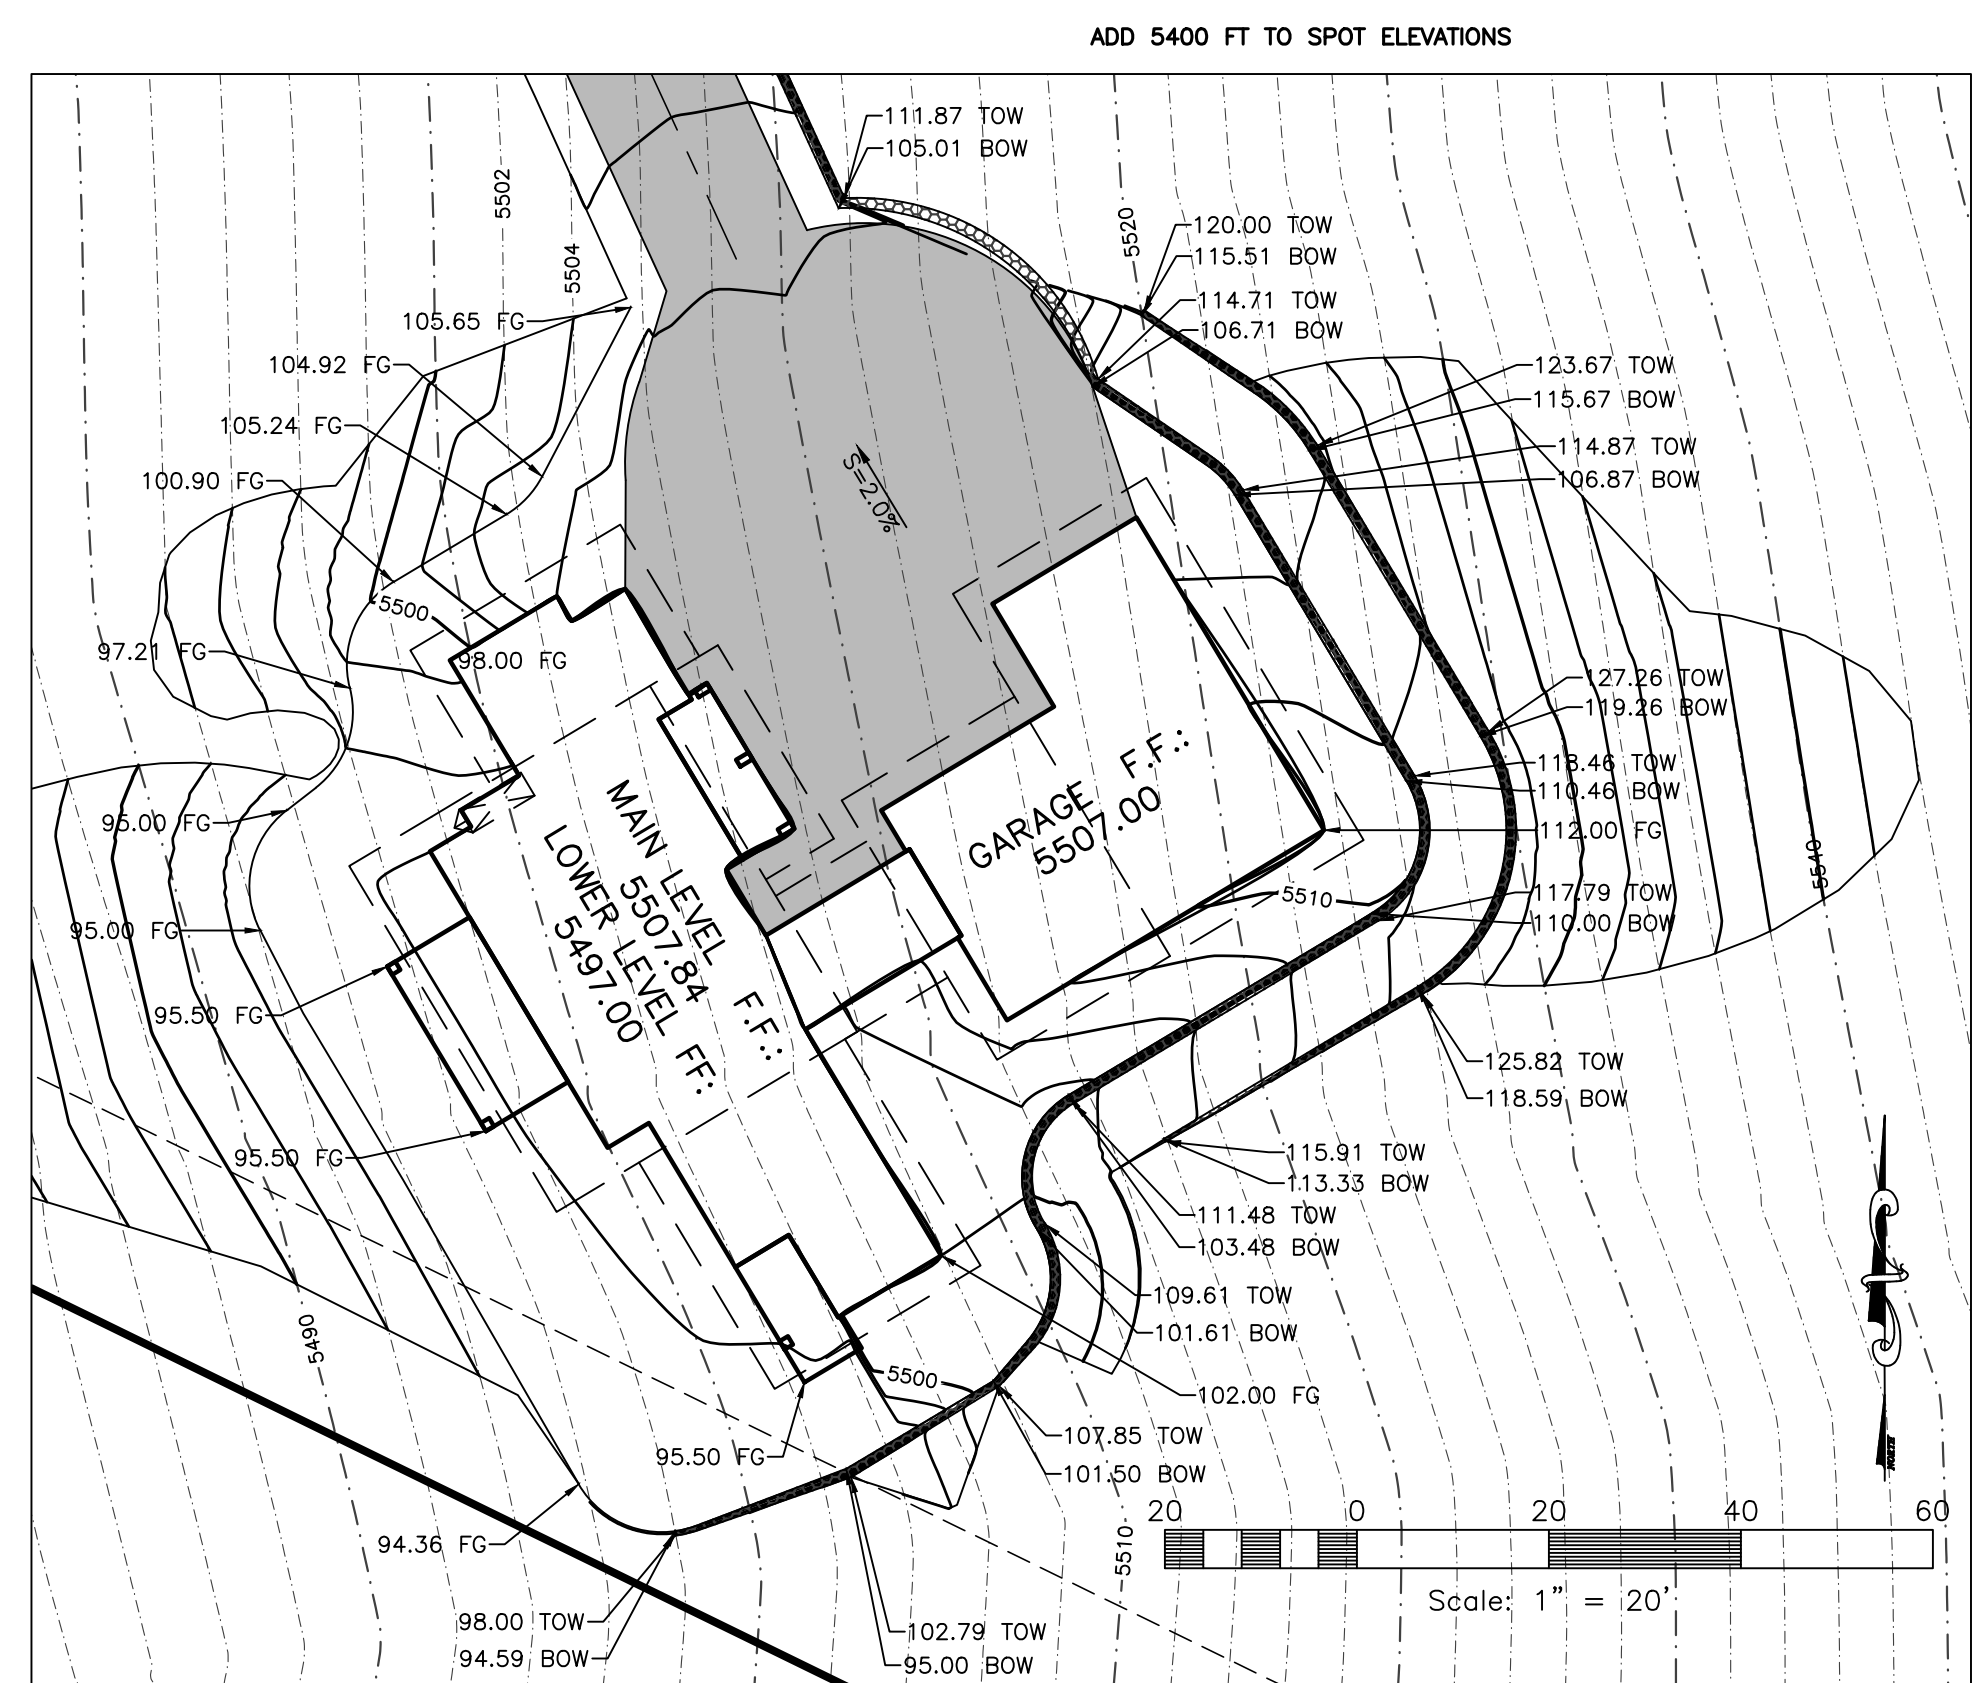 ADD 5400 FT TO SPOT ELEVATIONS
111.87 TOW
105.01 BOW
5502
5504
5520
120.00 TOW
115.51 BOW
114.71 TOW
106.71 BOW
105.65 FG
104.92 FG
105.24 FG
100.90 FG
123.67 TOW
115.67 BOW
114.87 TOW
106.87 BOW
S=2.0%
5500
98.00 FG
97.21 FG
127.26 TOW
119.26 BOW
118.46 TOW
110.46 BOW
112.00 FG
95.00 FG
GARAGE F.F.:
5507.00
MAIN LEVEL F.F.:
5507.84
LOWER LEVEL FF:
5497.00
5510
5540
117.79 TOW
110.00 BOW
95.00 FG
95.50 FG
125.82 TOW
118.59 BOW
95.50 FG
115.91 TOW
113.33 BOW
111.48 TOW
103.48 BOW
109.61 TOW
101.61 BOW
5490
5500
102.00 FG
107.85 TOW
101.50 BOW
95.50 FG
94.36 FG
5510
98.00 TOW
94.59 BOW
102.79 TOW
95.00 BOW
NORTH
20 0 20 40 60
Scale: 1" = 20'